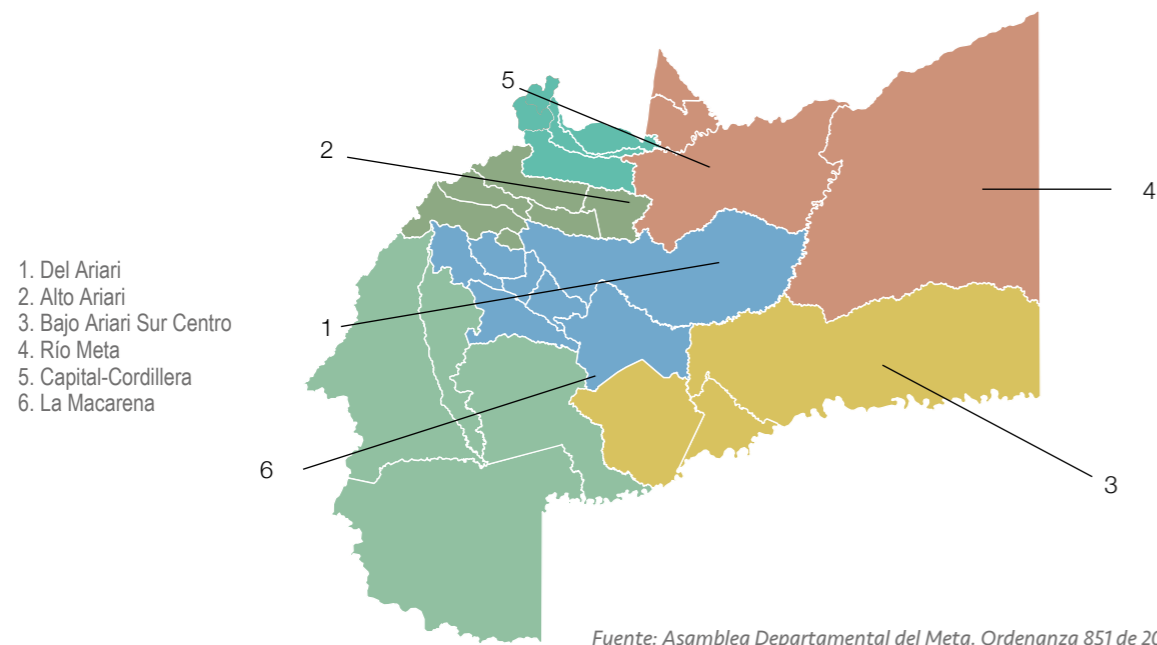 5
2
4
1. Del Ariari
2. Alto Ariari
3. Bajo Ariari Sur Centro
4. Río Meta
5. Capital-Cordillera
6. La Macarena
1
6
3
Fuente: Asamblea Departamental del Meta. Ordenanza 851 de 20